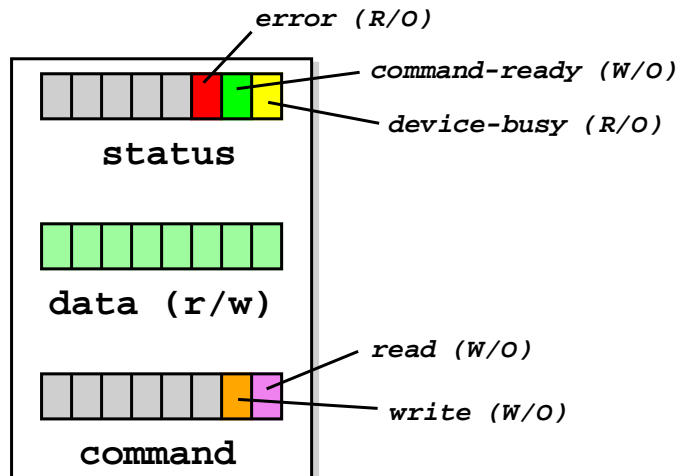 error (R/O)
command-ready (W/O)
device-busy (R/O)
status
data (r/w)
read (W/O)
write (W/O)
command